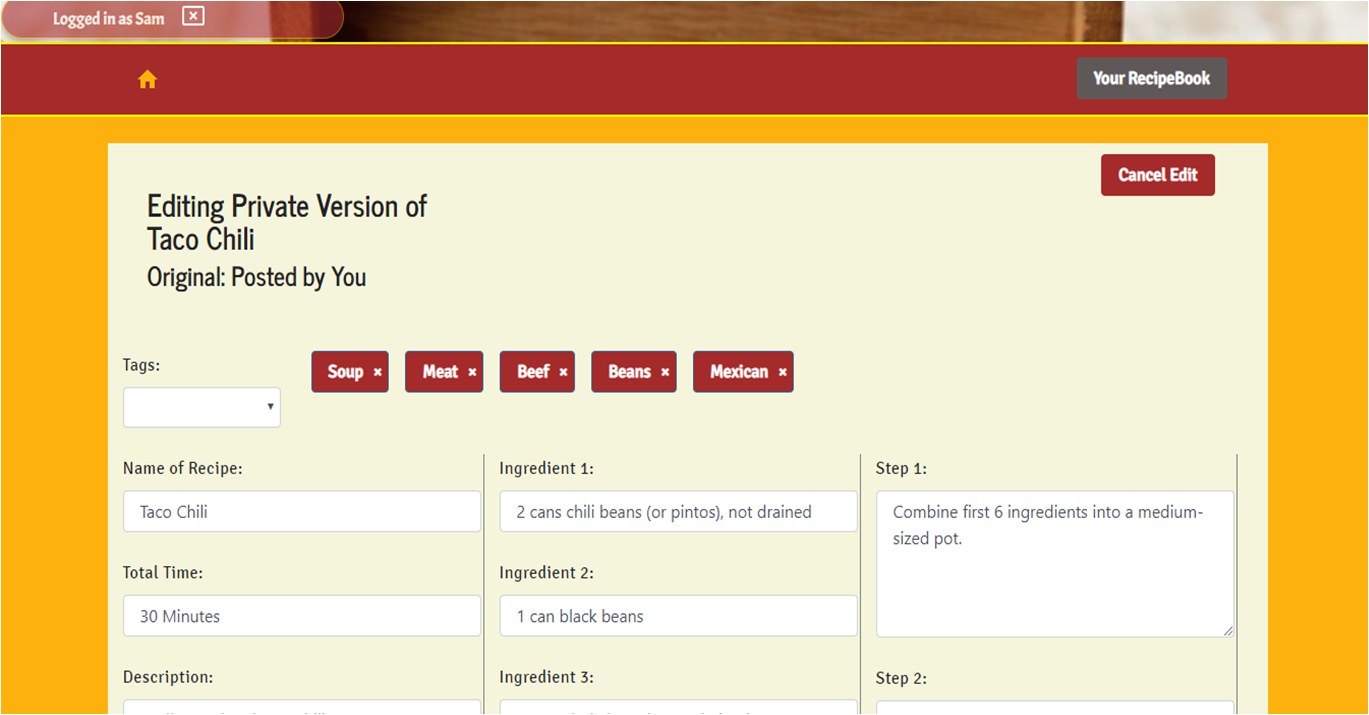 Logged in as Sam
Your RecipeBook
Cancel Edit
Editing Private Version of
Taco Chili
Original: Posted by You
Tags:
Soup × Meat × Beef × Beans × Mexican ×
Name of Recipe:
Taco Chili
Total Time:
30 Minutes
Description:
Ingredient 1:
2 cans chili beans (or pintos), not drained
Ingredient 2:
1 can black beans
Ingredient 3:
Step 1:
Combine first 6 ingredients into a medium-
sized pot.
Step 2: